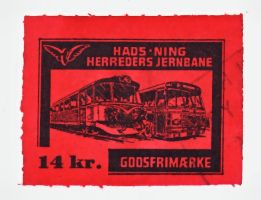 HADS-NING
HERREDERS JERNBANE
14 kr.
GODSFRIMÆRKE